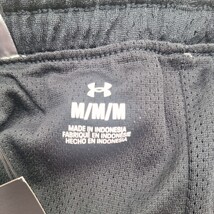 M/M/M
MADE IN INDONESIA
FABRIQUÉ EN INDONÉSIE
HECHO EN INDONESIA